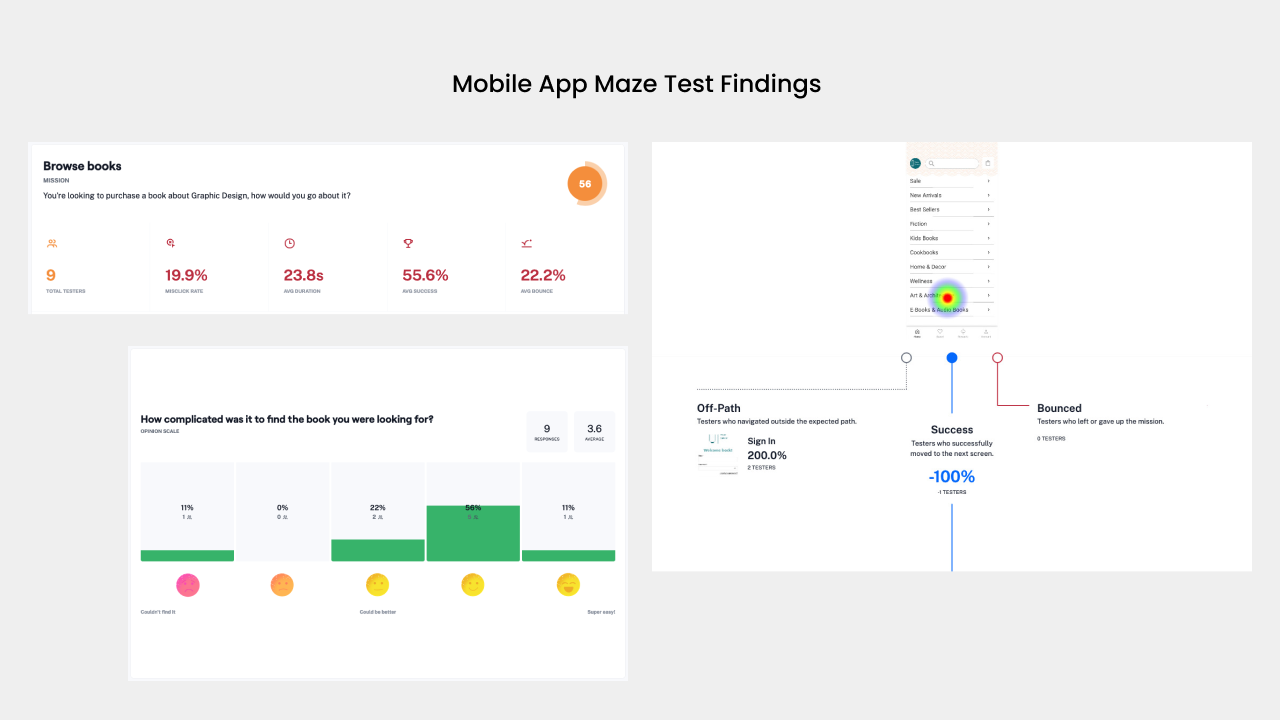 Mobile App Maze Test Findings
Browse books
MISSION
You're looking to purchase a book about Graphic Design, how would you go about it?
56
9
TOTAL TESTERS
19.9%
MISCLICK RATE
23.8s
AVG DURATION
55.6%
AVG SUCCESS
22.2%
AVG BOUNCE
How complicated was it to find the book you were looking for?
OPINION SCALE
9
RESPONSES
3.6
AVERAGE
11%
1
0%
0
22%
2
56%
5
11%
1
Couldn't find it
Could be better
Super easy!
Sale
New Arrivals
Best Sellers
Fiction
Kids Books
Cookbooks
Home & Decor
Wellness
Art &
E-Books & Audio Books
Off-Path
Testers who navigated outside the expected path.
Sign In
200.0%
2 TESTERS
Success
Testers who successfully
moved to the next screen.
-100%
-1 TESTERS
Bounced
Testers who left or gave up the mission.
0 TESTERS